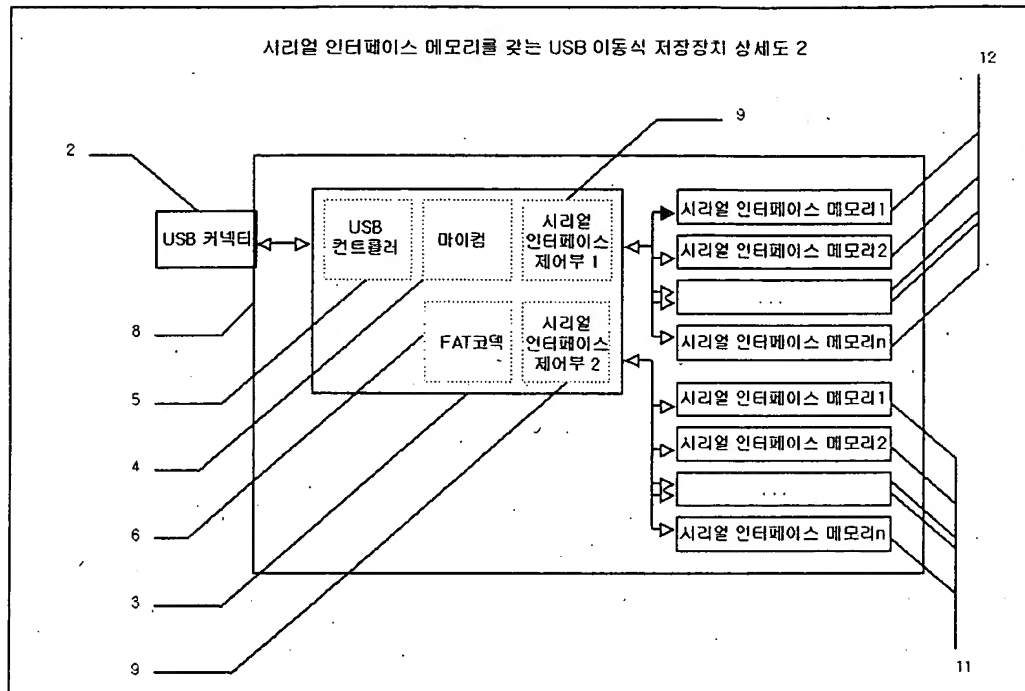 시리얼 인터페이스 메모리를 갖는 USB 이동식 저장장치 상세도 2
12
9
2
USB 커넥터
USB
컨트롤러
마이컴
시리얼
인터페이스
제어부 1
시리얼 인터페이스 메모리1
시리얼 인터페이스 메모리2
...
시리얼 인터페이스 메모리n
8
FAT코덱
시리얼
인터페이스
제어부 2
5
시리얼 인터페이스 메모리1
4
시리얼 인터페이스 메모리2
...
6
시리얼 인터페이스 메모리n
3
9
11